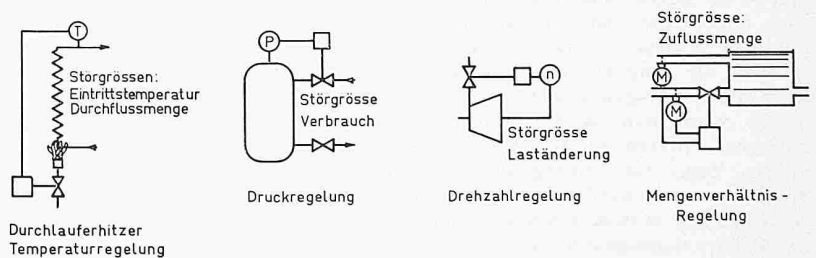 T
Störgrössen:
Eintrittstemperatur
Durchflussmenge
Durchlauferhitzer
Temperaturregelung
P
Störgrösse
Verbrauch
Druckregelung
n
Störgrösse
Laständerung
Drehzahlregelung
Störgrösse:
Zuflussmenge
M
M
Mengenverhältnis-
Regelung